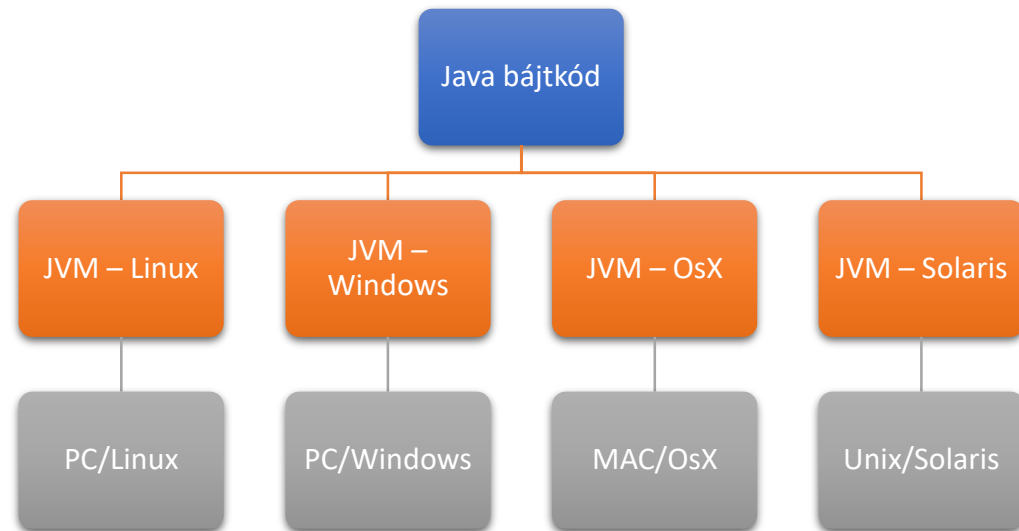 Java bájtkód
JVM – Linux
JVM –
Windows
JVM – OsX
JVM – Solaris
PC/Linux
PC/Windows
MAC/OsX
Unix/Solaris